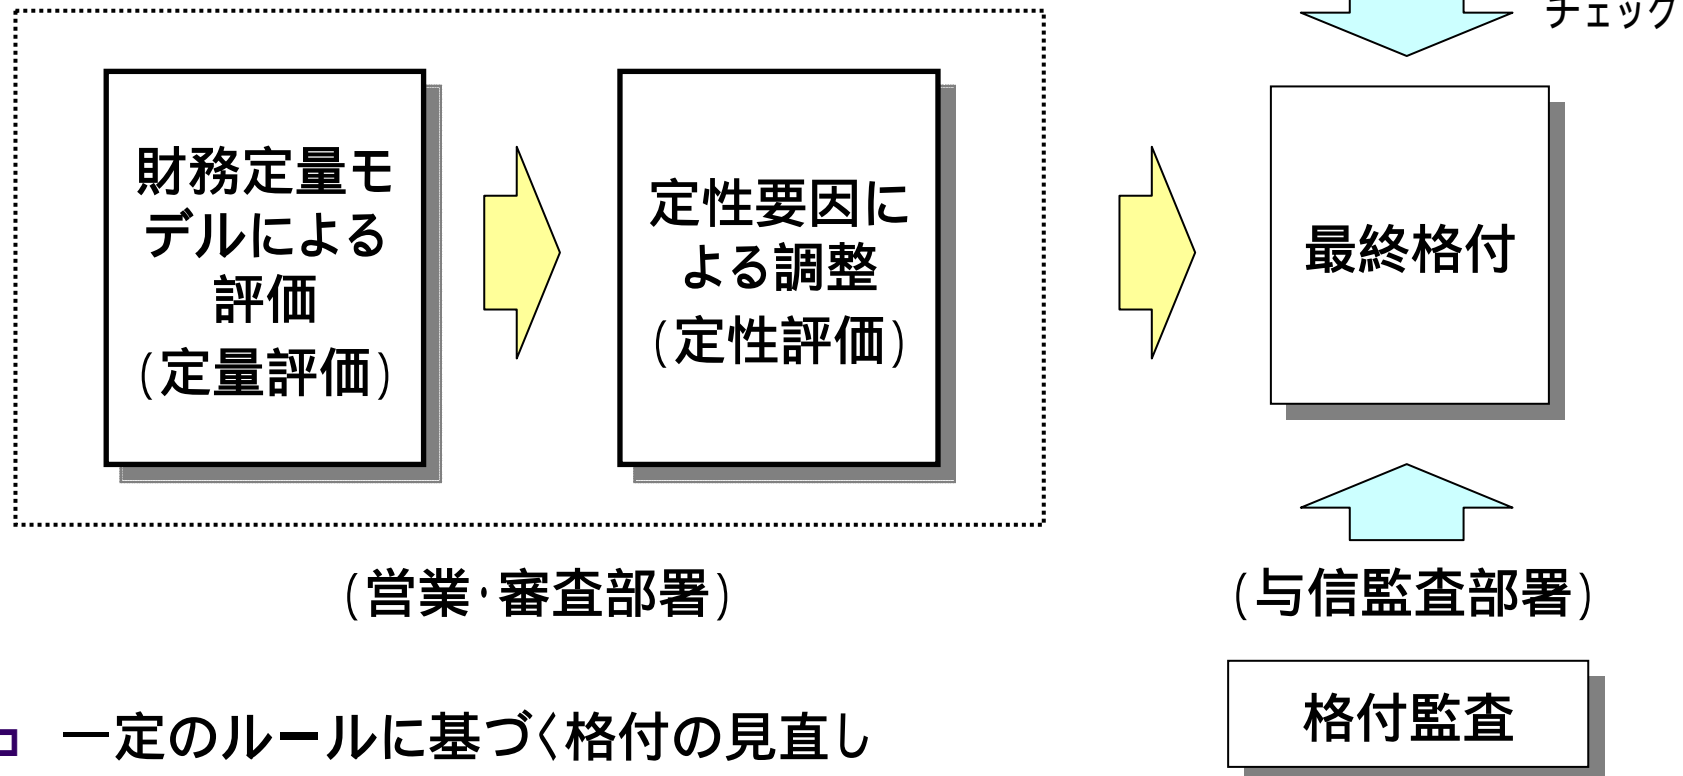 チェック
財務定量モ
デルによる
評価
(定量評価)
定性要因に
よる調整
(定性評価)
最終格付
(営業・審査部署)
(与信監査部署)
格付監査
一定のルールに基づく格付の見直し